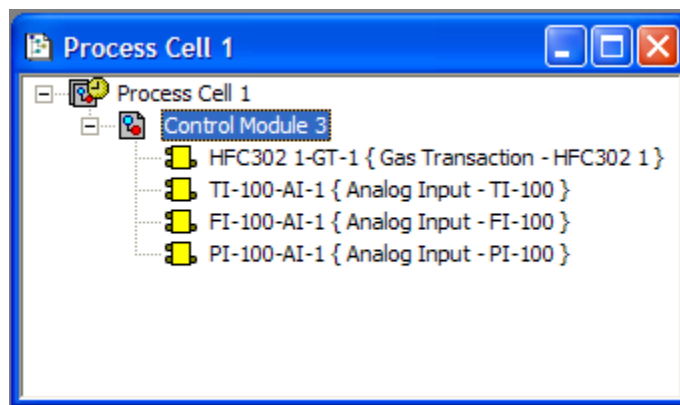 Process Cell 1
Process Cell 1
Control Module 3
HFC302 1-GT-1 { Gas Transaction - HFC302 1 }
TI-100-AI-1 { Analog Input - TI-100 }
FI-100-AI-1 { Analog Input - FI-100 }
PI-100-AI-1 { Analog Input - PI-100 }